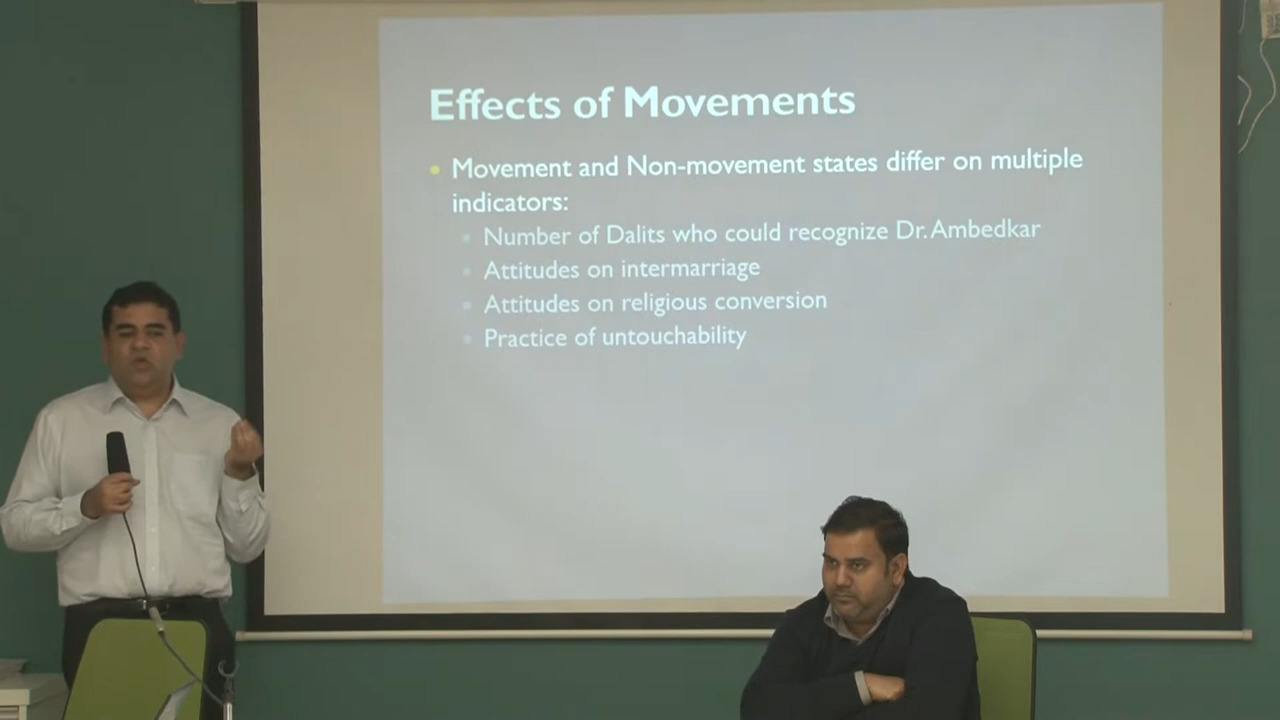 Effects of Movements
Movement and Non-movement states differ on multiple
indicators:
Number of Dalits who could recognize Dr. Ambedkar
Attitudes on intermarriage
Attitudes on religious conversion
Practice of untouchability